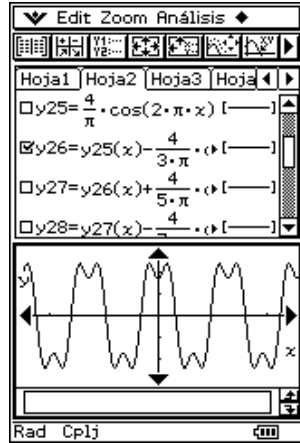 Edit Zoom Análisis
Hoja1 Hoja2 Hoja3 Hoja
y25=4/π·cos(2·π·x) [—]
y26=y25(x)-4/(3·π)·c [—]
y27=y26(x)+4/(5·π)·c [—]
y28=y27(x)-4/
y
x
Rad Cplj